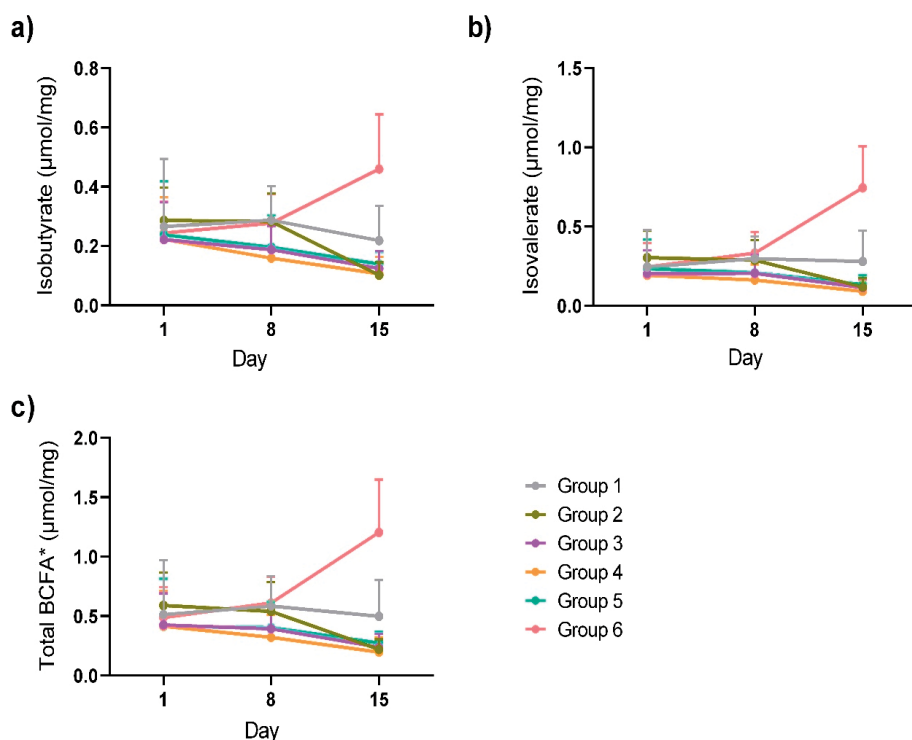 a)
Isobutyrate (µmol/mg)
0.8
0.6
0.4
0.2
0.0
1 8 15
Day
b)
Isovalerate (µmol/mg)
1.5
1.0
0.5
0.0
1 8 15
Day
c)
Total BCFA* (µmol/mg)
2.0
1.5
1.0
0.5
0.0
1 8 15
Day
Group 1
Group 2
Group 3
Group 4
Group 5
Group 6